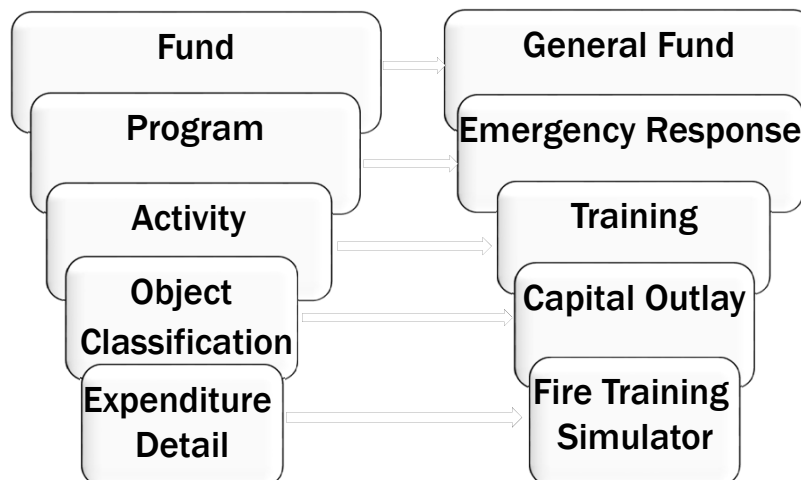 Fund
General Fund
Program
Emergency Response
Activity
Training
Object
Classification
Capital Outlay
Expenditure
Detail
Fire Training
Simulator